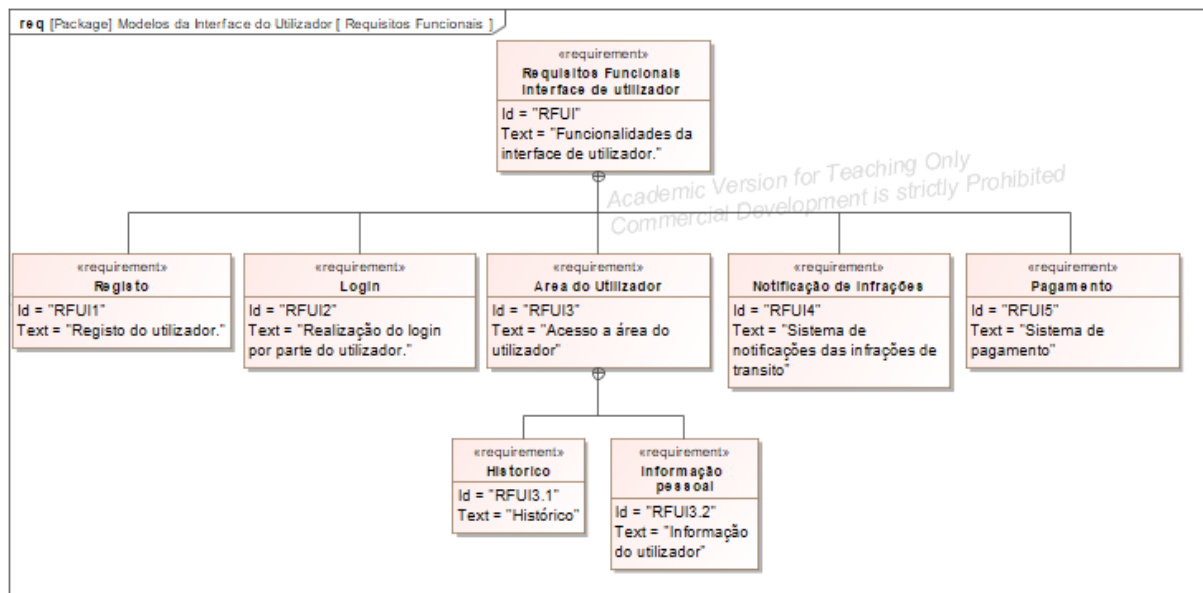 req [Package] Modelos da Interface do Utilizador [ Requisitos Funcionais ]
«requirement»
Requisitos Funcionais
Interface de utilizador
Id = "RFUI"
Text = "Funcionalidades da
interface de utilizador."
Academic Version for Teaching Only
Commercial Development is strictly Prohibited
«requirement»
Registo
Id = "RFUI1"
Text = "Registo do utilizador."
«requirement»
Login
Id = "RFUI2"
Text = "Realização do login
por parte do utilizador."
«requirement»
Area do Utilizador
Id = "RFUI3"
Text = "Acesso a área do
utilizador"
«requirement»
Notificação de Infrações
Id = "RFUI4"
Text = "Sistema de
notificações das infrações de
transito"
«requirement»
Pagamento
Id = "RFUI5"
Text = "Sistema de
pagamento"
«requirement»
Historico
Id = "RFUI3.1"
Text = "Histórico"
«requirement»
Informação
pessoal
Id = "RFUI3.2"
Text = "Informação
do utilizador"